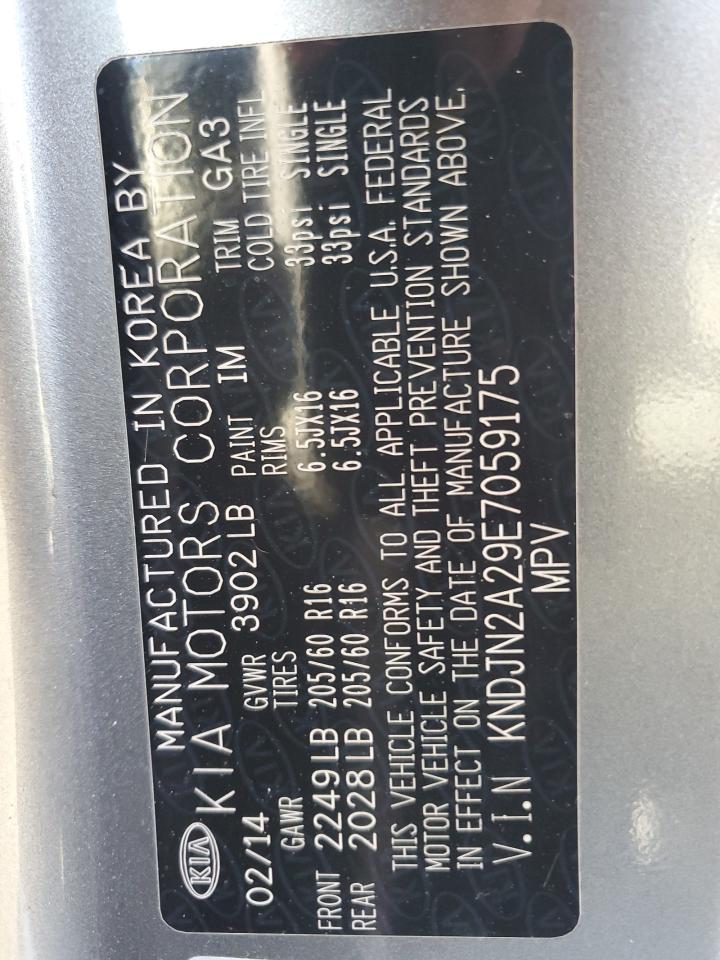 MANUFACTURED IN KOREA BY
KIA KIA MOTORS CORPORATION
02/14 GVWR 3902LB PAINT IM TRIM GA3
GAWR TIRES RIMS COLD TIRE INFL
FRONT 2249LB 205/60 R16 6.5JX16 33psi SINGLE
REAR 2028LB 205/60 R16 6.5JX16 33psi SINGLE
THIS VEHICLE CONFORMS TO ALL APPLICABLE U.S.A. FEDERAL
MOTOR VEHICLE SAFETY AND THEFT PREVENTION STANDARDS
IN EFFECT ON THE DATE OF MANUFACTURE SHOWN ABOVE.
V.I.N KNDJN2A29E7059175
MPV